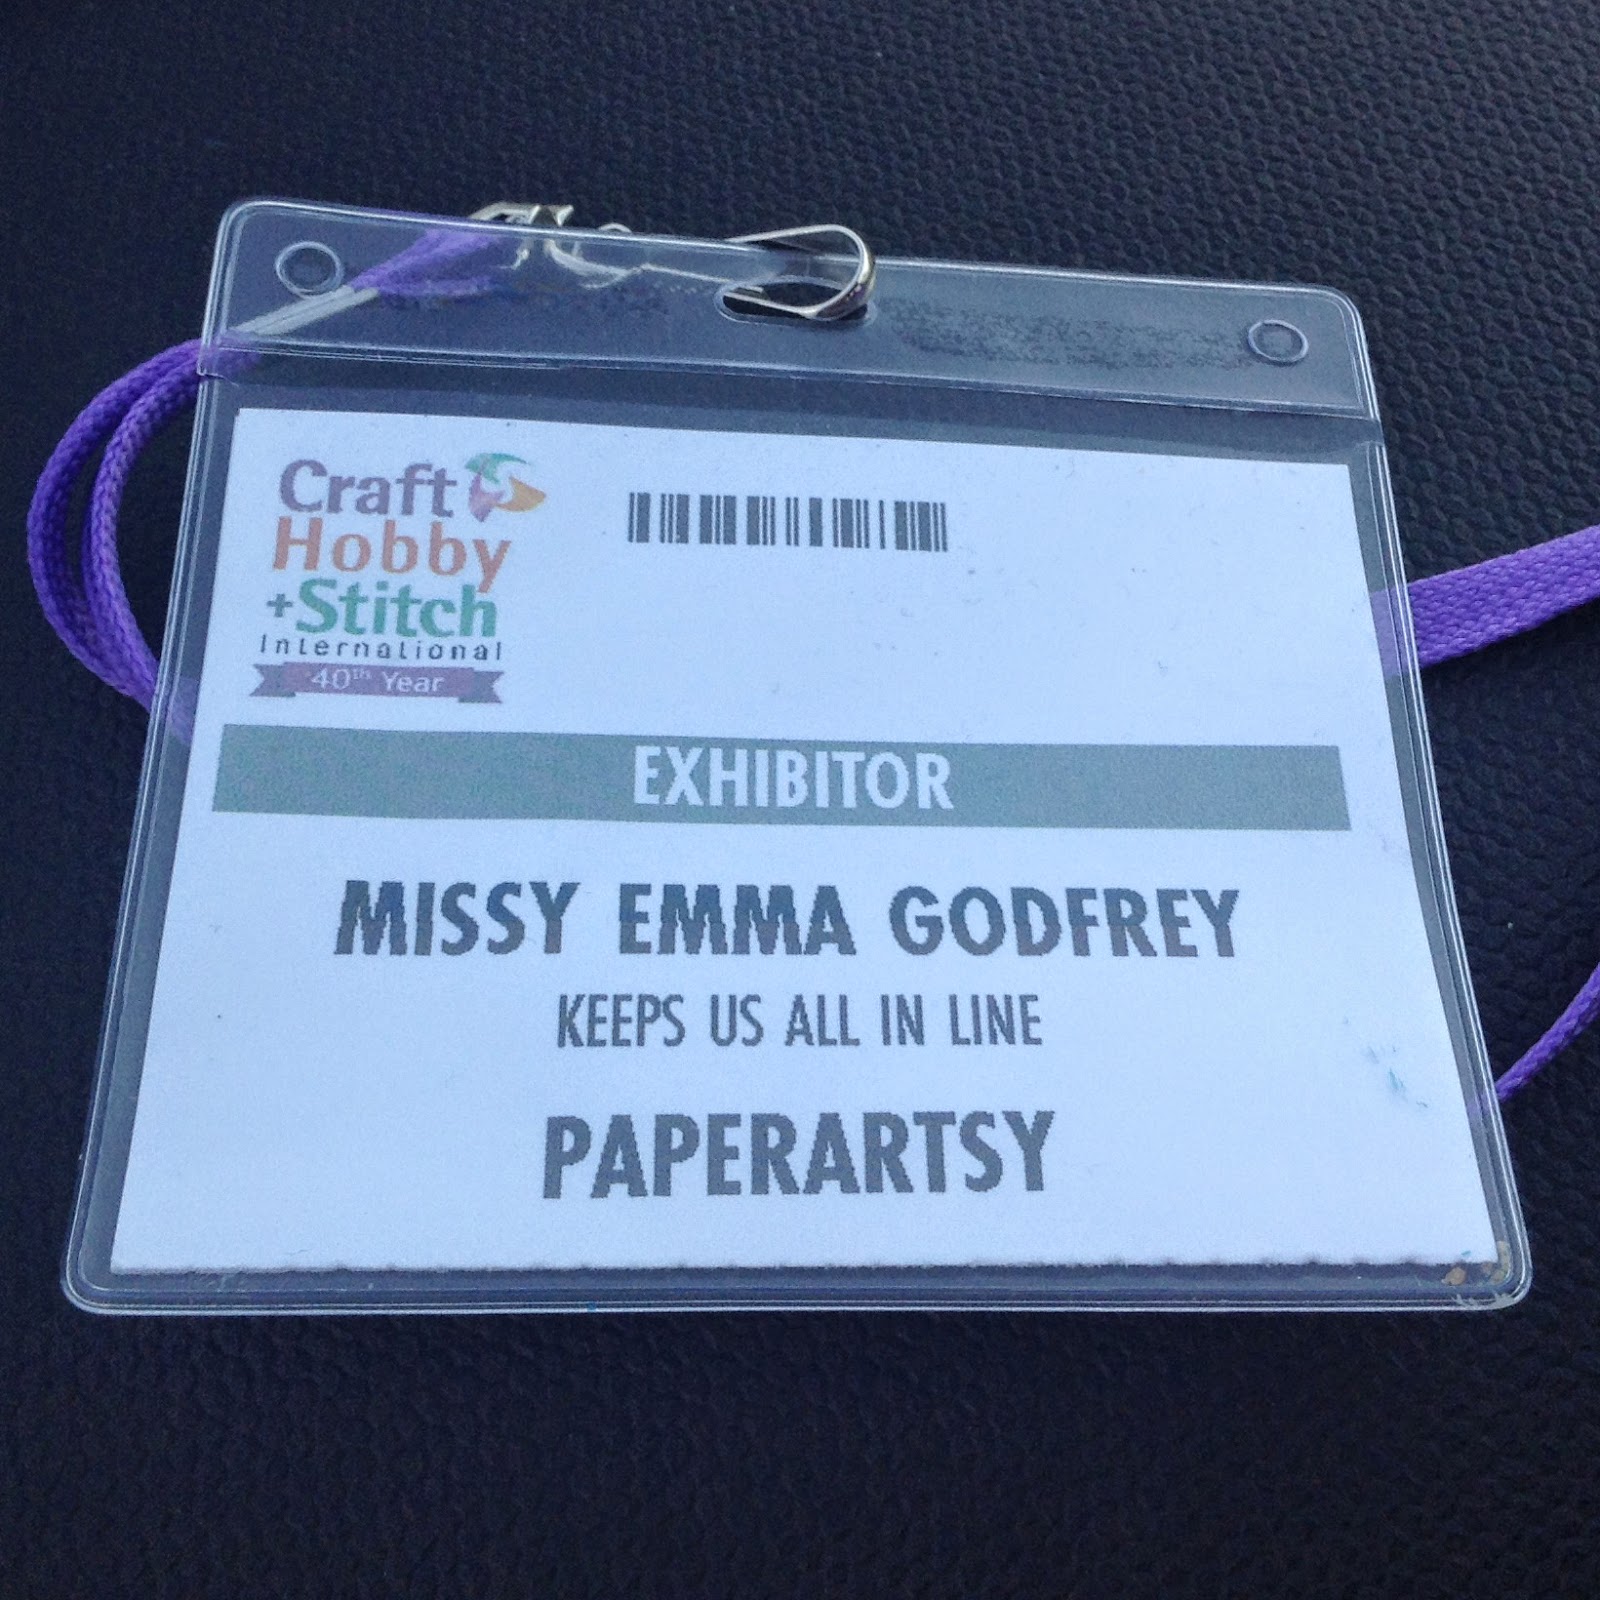 Craft
Hobby
+Stitch
International
40th Year
EXHIBITOR
MISSY EMMA GODFREY
KEEPS US ALL IN LINE
PAPERARTSY